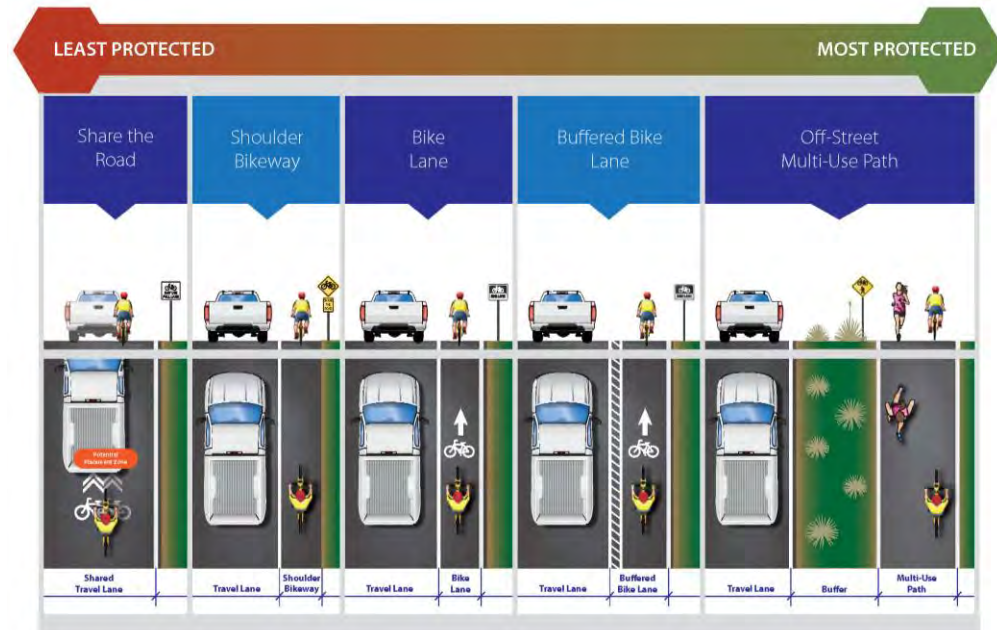 LEAST PROTECTED
MOST PROTECTED
Share the
Road
Shoulder
Bikeway
Bike
Lane
Buffered Bike
Lane
Off-Street
Multi-Use Path
Potential
Shared
Travel Lane
Travel Lane
Shoulder
Bikeway
Travel Lane
Bike
Lane
Travel Lane
Buffered
Bike Lane
Travel Lane
Buffer
Multi-Use
Path